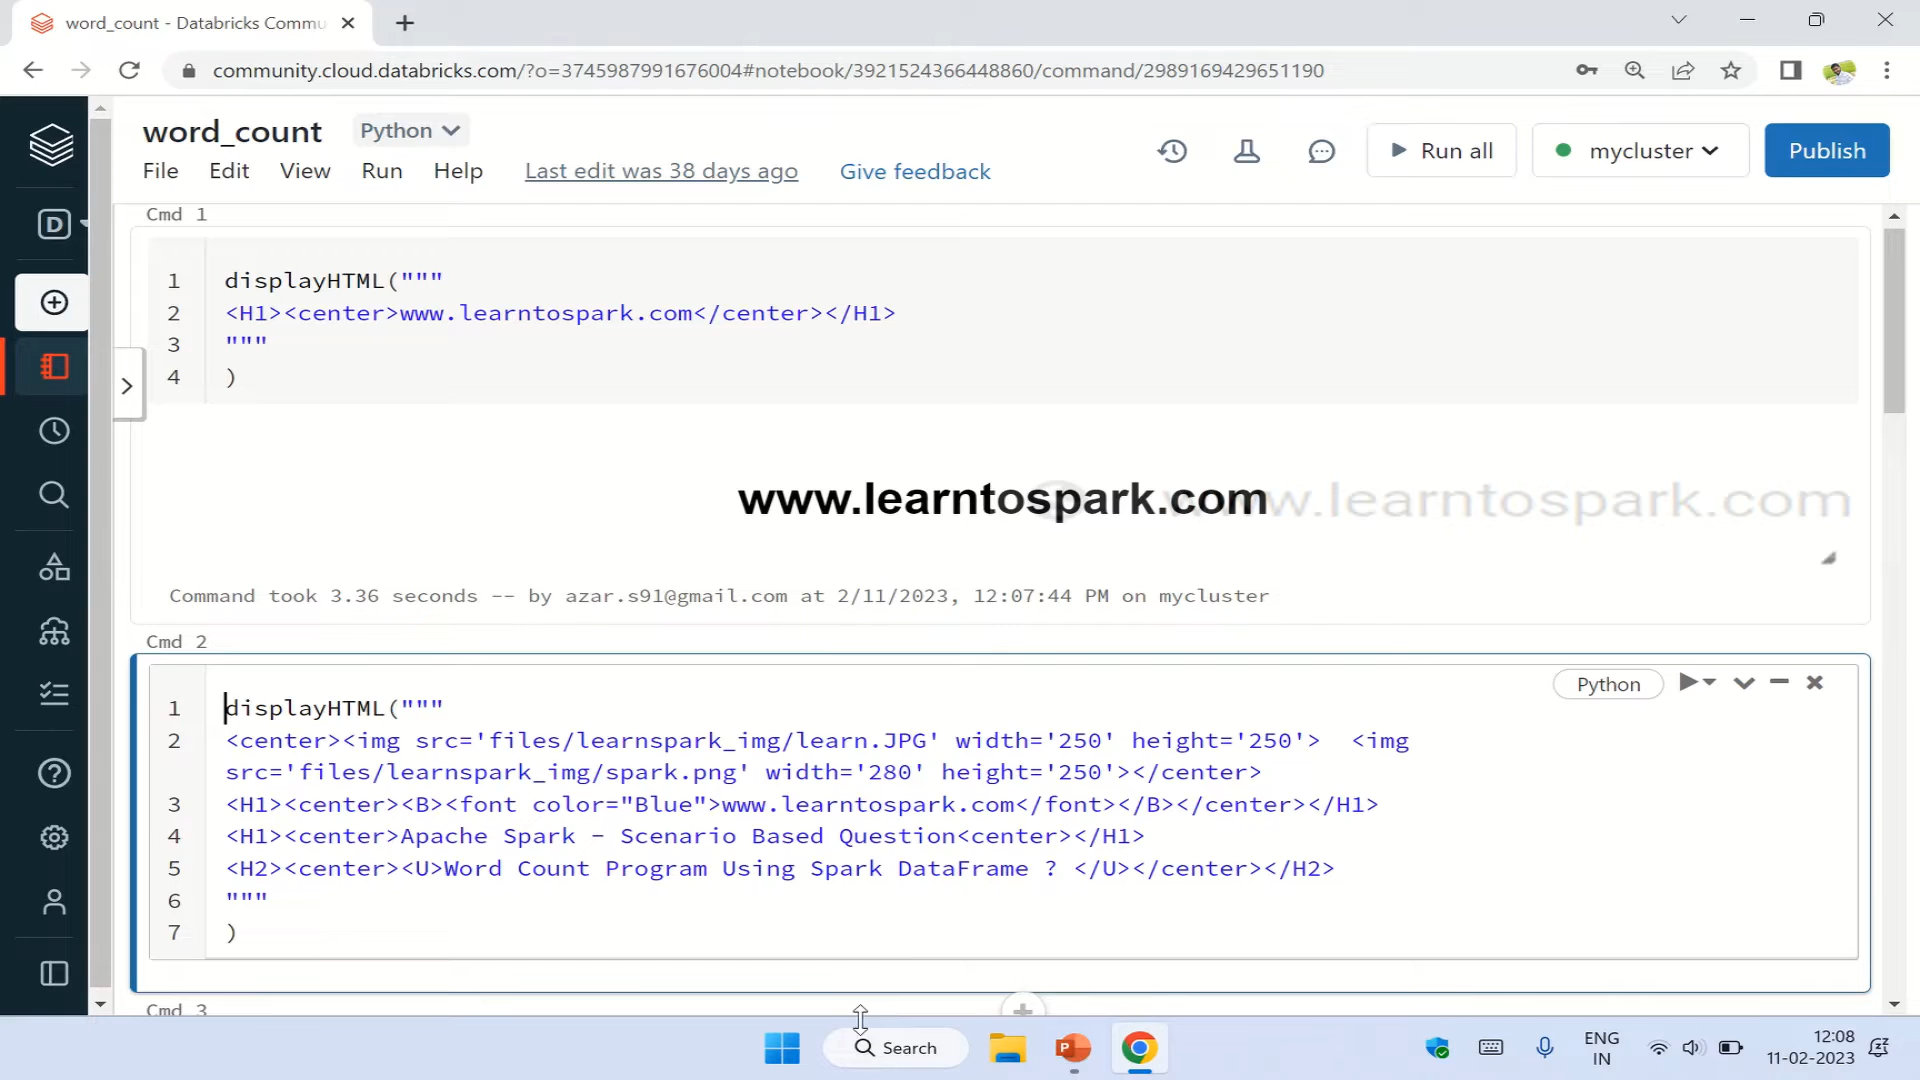 word_count - Databricks Commu
community.cloud.databricks.com/?o=3745987991676004#notebook/3921524366448860/command/2989169429651190
word_count Python
File Edit View Run Help Last edit was 38 days ago Give feedback
Run all mycluster Publish
D
Cmd 1
1 displayHTML("""
2 <H1><center>www.learntospark.com</center></H1>
3 """
4 )
www.learntospark.com
www.learntospark.com
Command took 3.36 seconds -- by azar.s91@gmail.com at 2/11/2023, 12:07:44 PM on mycluster
Cmd 2
Python
1 displayHTML("""
2 <center><img src='files/learnspark_img/learn.JPG' width='250' height='250'> <img
src='files/learnspark_img/spark.png' width='280' height='250'></center>
3 <H1><center><B><font color="Blue">www.learntospark.com</font></B></center></H1>
4 <H1><center>Apache Spark - Scenario Based Question<center></H1>
5 <H2><center><U>Word Count Program Using Spark DataFrame ? </U></center></H2>
6 """
7 )
Cmd 3
Search
P
ENG
IN
12:08
11-02-2023